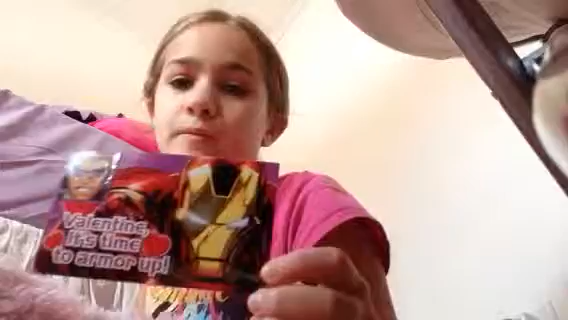 Valentine,
it's time
to armor up!